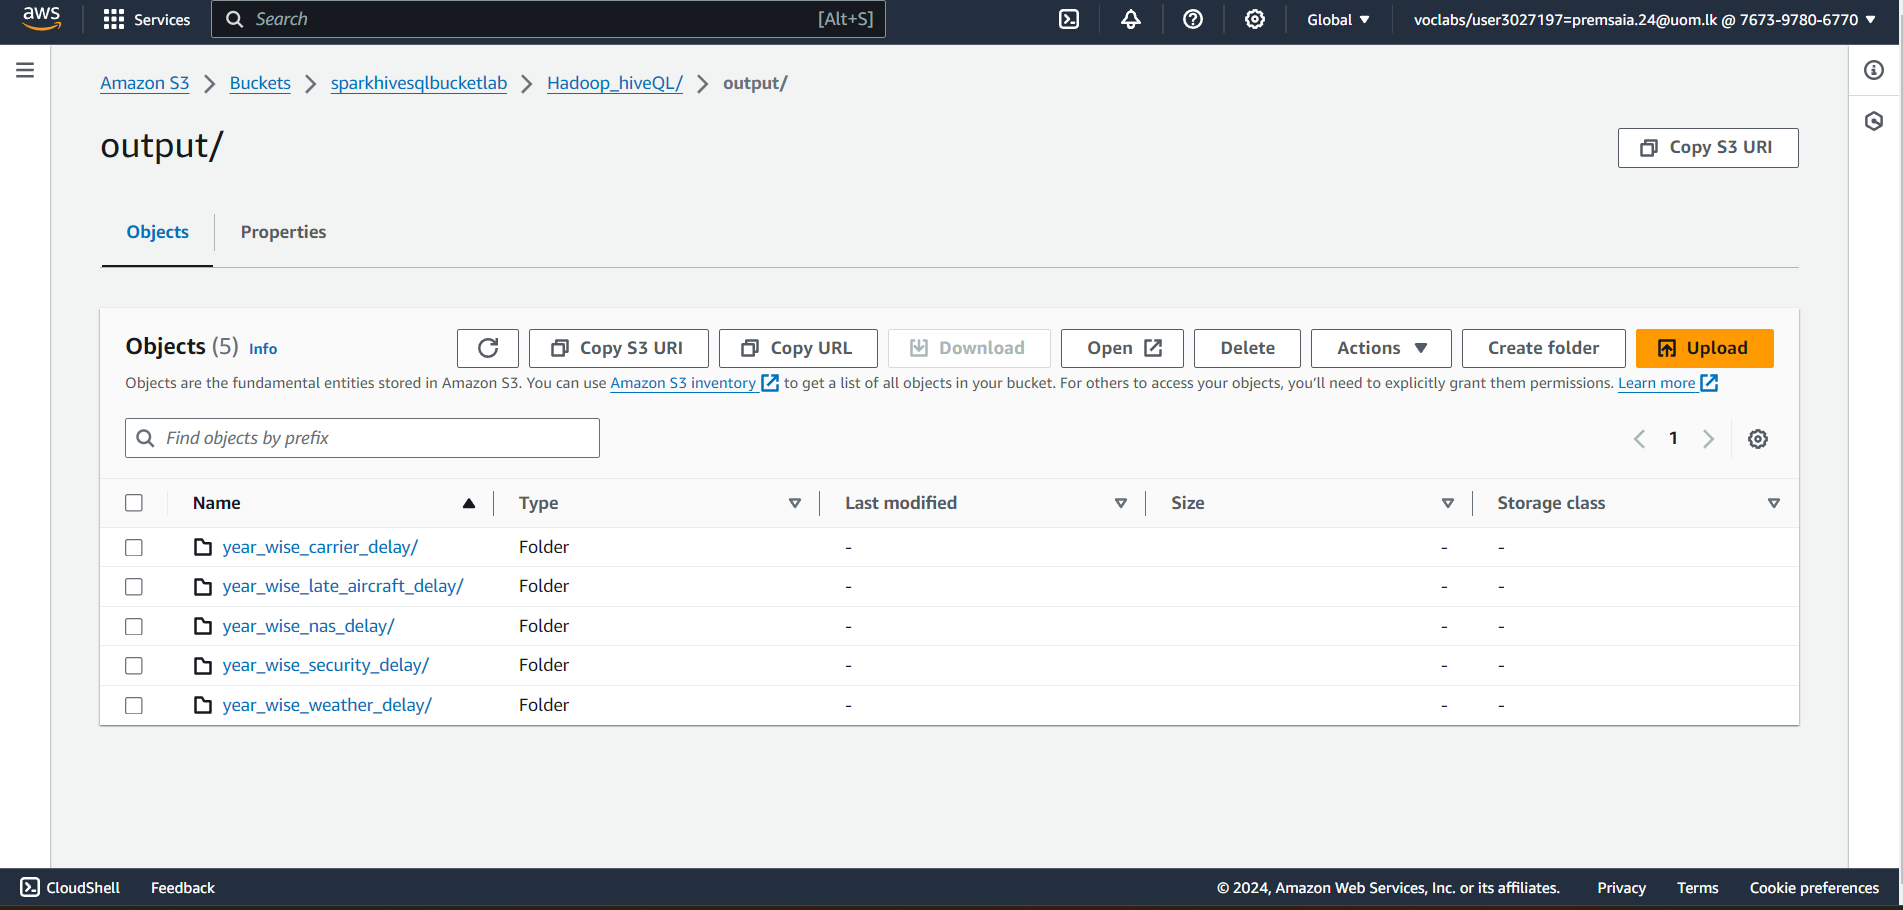 aws Services Search [Alt+S] Global voclabs/user3027197=premsaia.24@uom.lk @ 7673-9780-6770
Amazon S3 Buckets sparkhivesqlbucketlab Hadoop_hiveQL/ output/
output/
Copy S3 URI
Objects Properties
Objects (5) Info Copy S3 URI Copy URL Download Open Delete Actions Create folder Upload
Objects are the fundamental entities stored in Amazon S3. You can use Amazon S3 inventory to get a list of all objects in your bucket. For others to access your objects, you’ll need to explicitly grant them permissions. Learn more
Find objects by prefix 1
Name Type Last modified Size Storage class
year_wise_carrier_delay/ Folder - - -
year_wise_late_aircraft_delay/ Folder - - -
year_wise_nas_delay/ Folder - - -
year_wise_security_delay/ Folder - - -
year_wise_weather_delay/ Folder - - -
CloudShell Feedback © 2024, Amazon Web Services, Inc. or its affiliates. Privacy Terms Cookie preferences